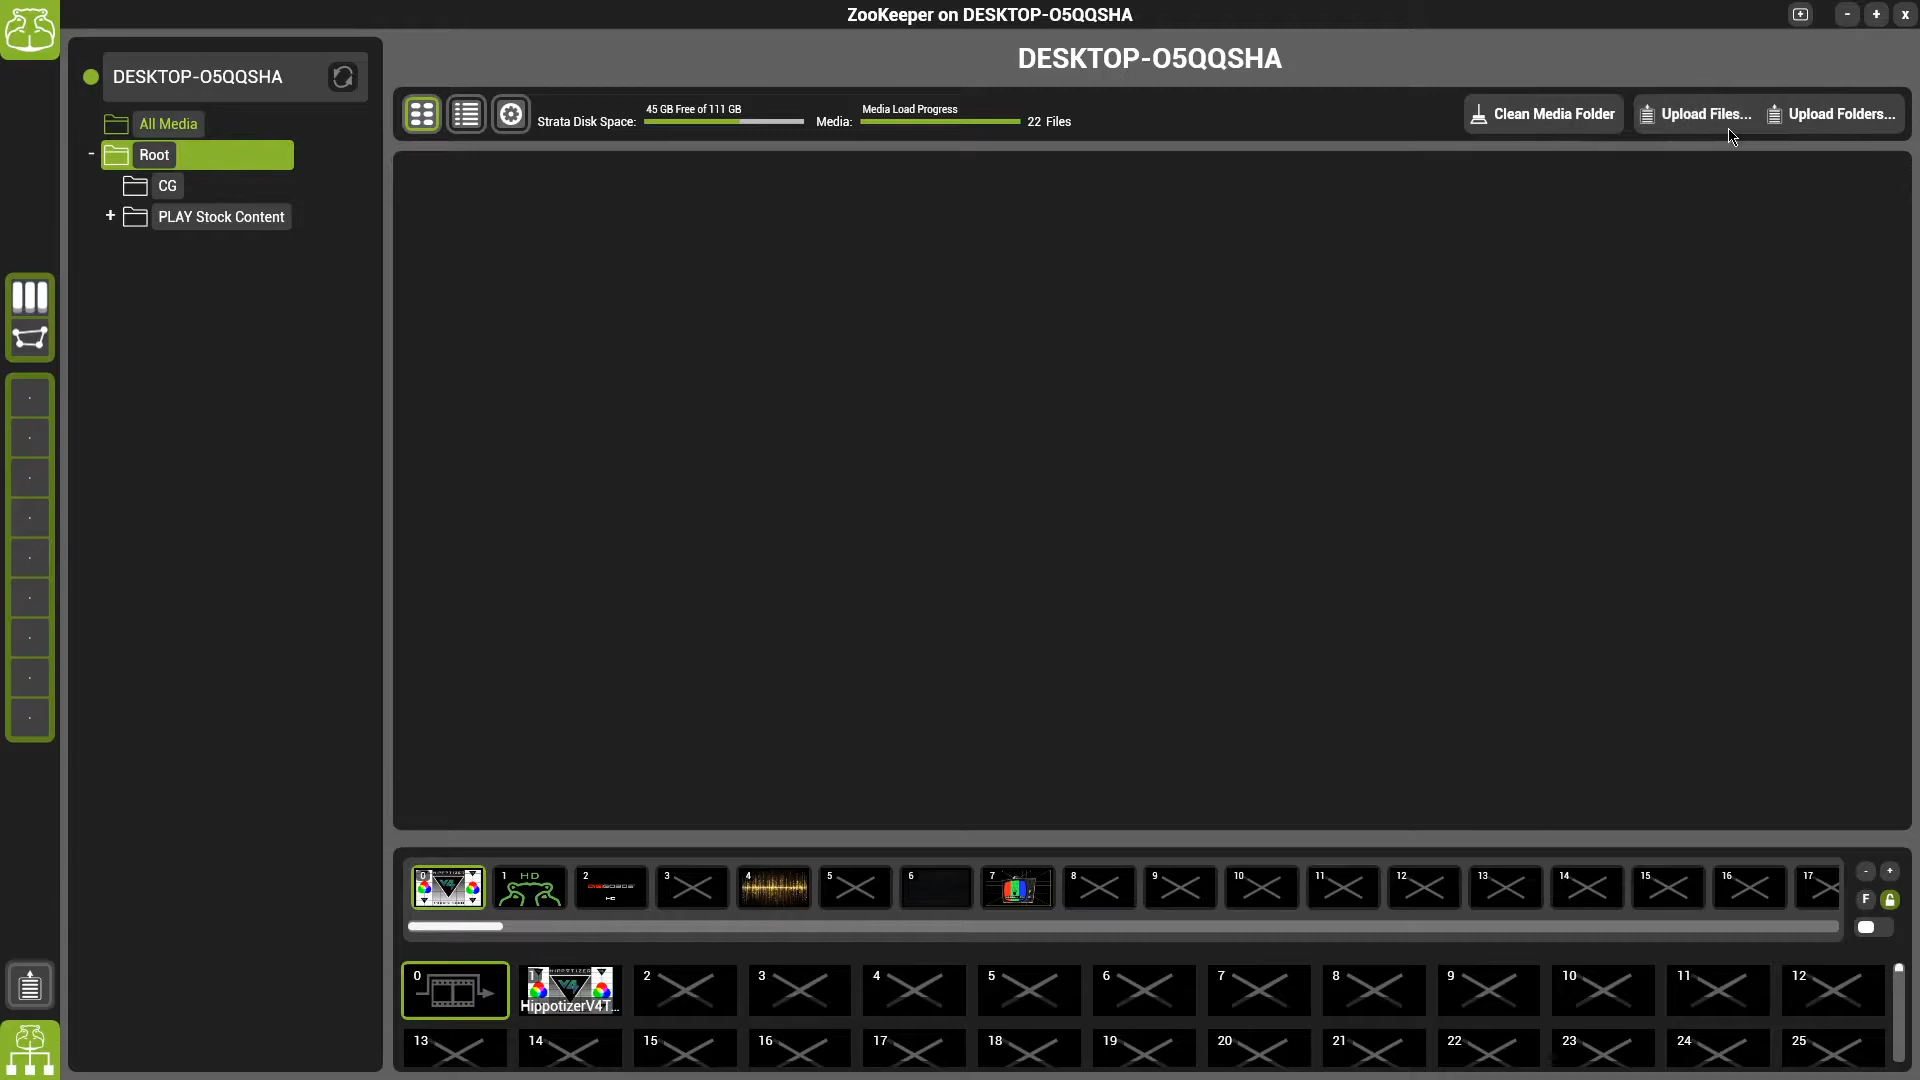 ZooKeeper on DESKTOP-O5QQSHA
- + x
DESKTOP-O5QQSHA
DESKTOP-O5QQSHA
45 GB Free of 111 GB
Media Load Progress
Strata Disk Space:
Media:
22 Files
Clean Media Folder
Upload Files...
Upload Folders...
All Media
- Root
CG
+ PLAY Stock Content
0 1 2 3 4 5 6 7 8 9 10 11 12 13 14 15 16 17
HD
- +
F
0 1 2 3 4 5 6 7 8 9 10 11 12
HippotizerV4T...
13 14 15 16 17 18 19 20 21 22 23 24 25